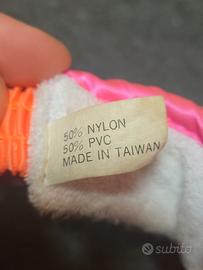 50% NYLON
50% PVC
MADE IN TAIWAN
subito